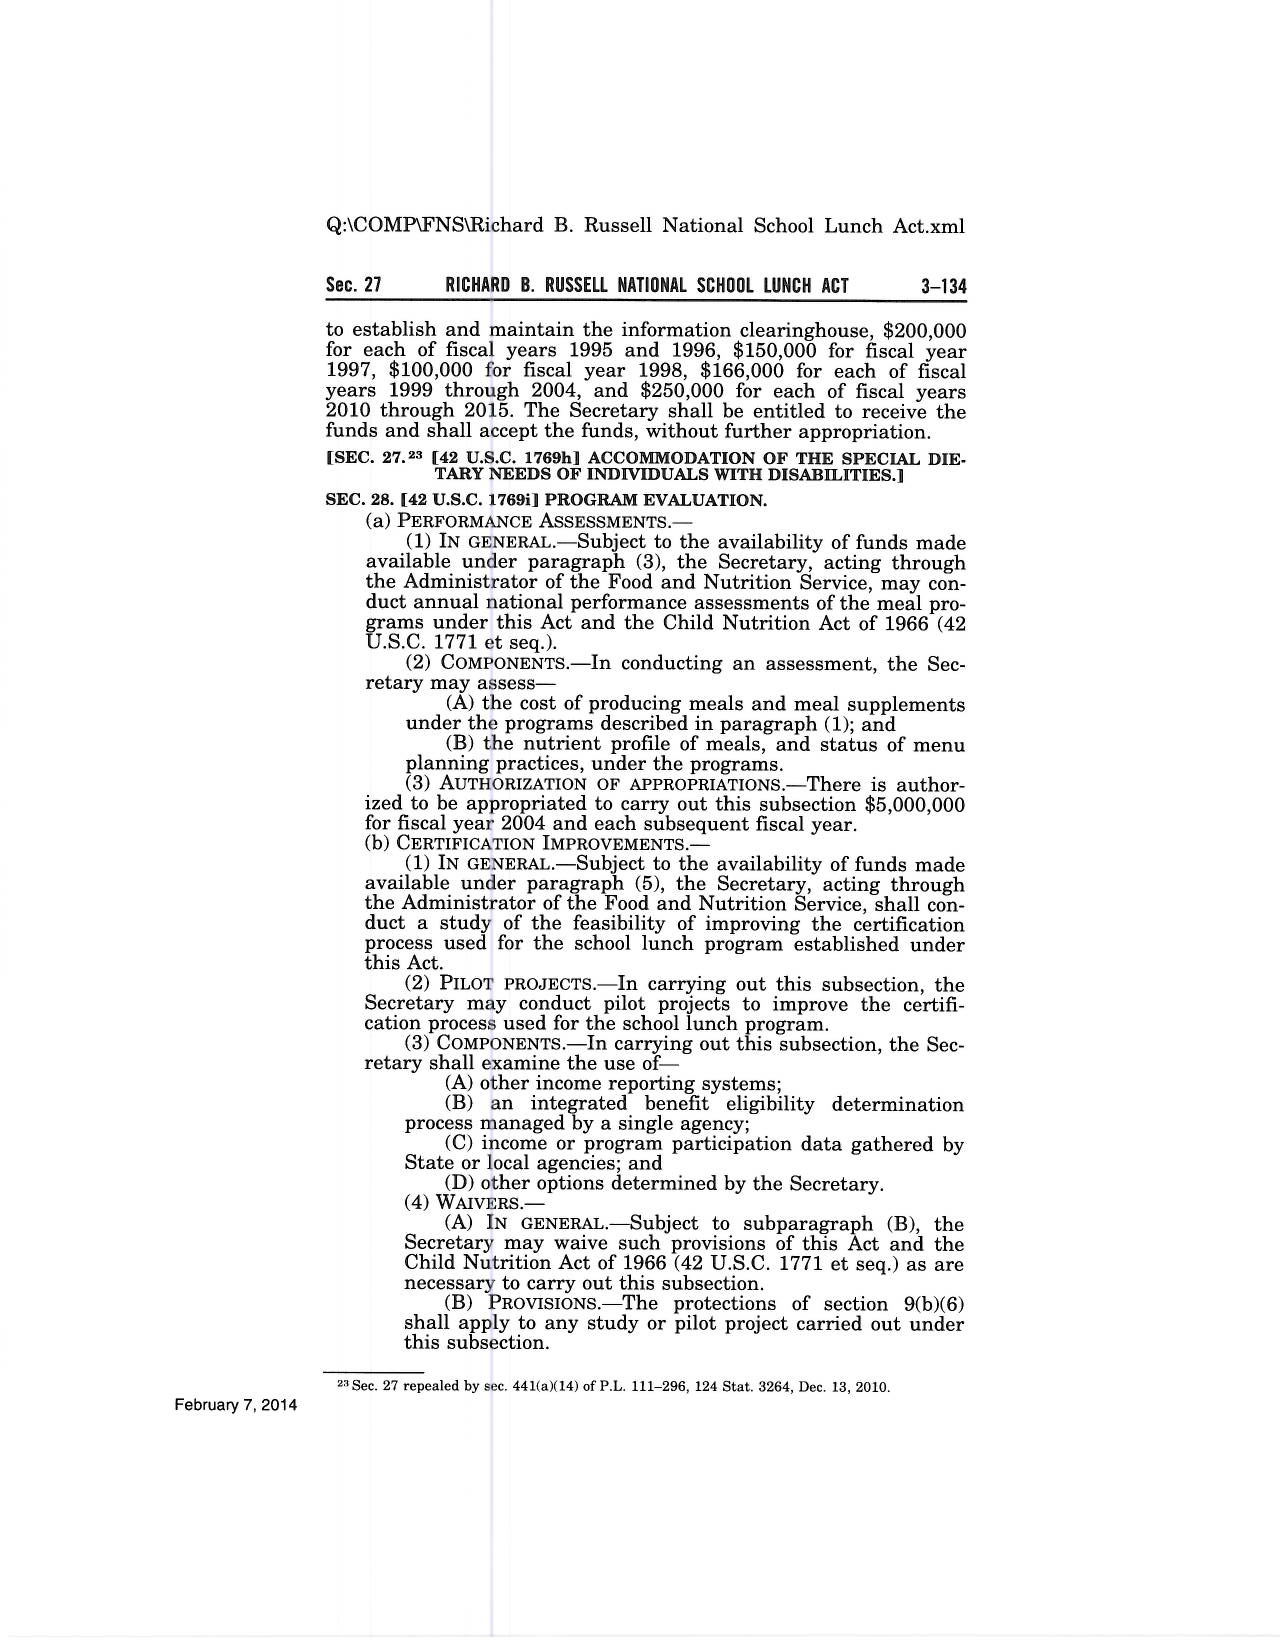 Q:\COMP\FNS\Richard B. Russell National School Lunch Act.xml
Sec. 27 RICHARD B. RUSSELL NATIONAL SCHOOL LUNCH ACT 3–134
to establish and maintain the information clearinghouse, $200,000
for each of fiscal years 1995 and 1996, $150,000 for fiscal year
1997, $100,000 for fiscal year 1998, $166,000 for each of fiscal
years 1999 through 2004, and $250,000 for each of fiscal years
2010 through 2015. The Secretary shall be entitled to receive the
funds and shall accept the funds, without further appropriation.
[SEC. 27.23 [42 U.S.C. 1769h] ACCOMMODATION OF THE SPECIAL DIE-
TARY NEEDS OF INDIVIDUALS WITH DISABILITIES.]
SEC. 28. [42 U.S.C. 1769i] PROGRAM EVALUATION.
(a) PERFORMANCE ASSESSMENTS.—
(1) IN GENERAL.—Subject to the availability of funds made
available under paragraph (3), the Secretary, acting through
the Administrator of the Food and Nutrition Service, may con-
duct annual national performance assessments of the meal pro-
grams under this Act and the Child Nutrition Act of 1966 (42
U.S.C. 1771 et seq.).
(2) COMPONENTS.—In conducting an assessment, the Sec-
retary may assess—
(A) the cost of producing meals and meal supplements
under the programs described in paragraph (1); and
(B) the nutrient profile of meals, and status of menu
planning practices, under the programs.
(3) AUTHORIZATION OF APPROPRIATIONS.—There is author-
ized to be appropriated to carry out this subsection $5,000,000
for fiscal year 2004 and each subsequent fiscal year.
(b) CERTIFICATION IMPROVEMENTS.—
(1) IN GENERAL.—Subject to the availability of funds made
available under paragraph (5), the Secretary, acting through
the Administrator of the Food and Nutrition Service, shall con-
duct a study of the feasibility of improving the certification
process used for the school lunch program established under
this Act.
(2) PILOT PROJECTS.—In carrying out this subsection, the
Secretary may conduct pilot projects to improve the certifi-
cation process used for the school lunch program.
(3) COMPONENTS.—In carrying out this subsection, the Sec-
retary shall examine the use of—
(A) other income reporting systems;
(B) an integrated benefit eligibility determination
process managed by a single agency;
(C) income or program participation data gathered by
State or local agencies; and
(D) other options determined by the Secretary.
(4) WAIVERS.—
(A) IN GENERAL.—Subject to subparagraph (B), the
Secretary may waive such provisions of this Act and the
Child Nutrition Act of 1966 (42 U.S.C. 1771 et seq.) as are
necessary to carry out this subsection.
(B) PROVISIONS.—The protections of section 9(b)(6)
shall apply to any study or pilot project carried out under
this subsection.
23 Sec. 27 repealed by sec. 441(a)(14) of P.L. 111–296, 124 Stat. 3264, Dec. 13, 2010.
February 7, 2014